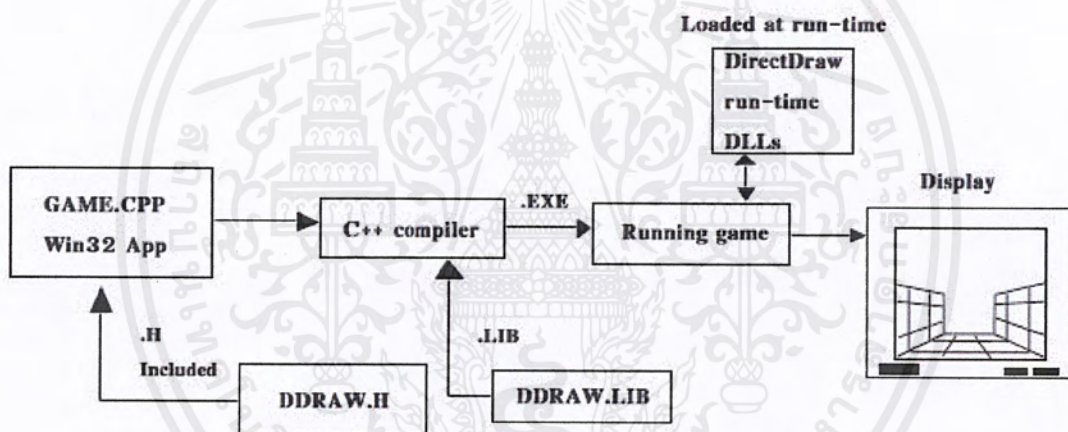 Loaded at run-time
DirectDraw
run-time
DLLs
Display
GAME.CPP
Win32 App
C++ compiler
.EXE
Running game
.H
Included
.LIB
DDRAW.H
DDRAW.LIB